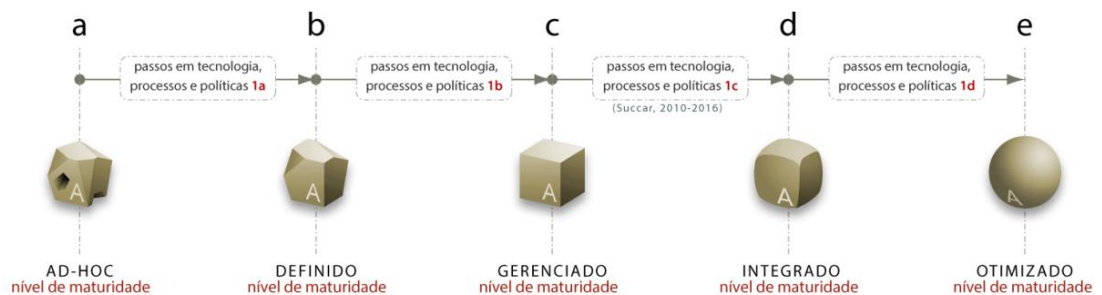 a
b
c
d
e
passos em tecnologia,
processos e políticas 1a
passos em tecnologia,
processos e políticas 1b
passos em tecnologia,
processos e políticas 1c
(Succar, 2010-2016)
passos em tecnologia,
processos e políticas 1d
A
A
A
A
A
AD-HOC
nível de maturidade
DEFINIDO
nível de maturidade
GERENCIADO
nível de maturidade
INTEGRADO
nível de maturidade
OTIMIZADO
nível de maturidade